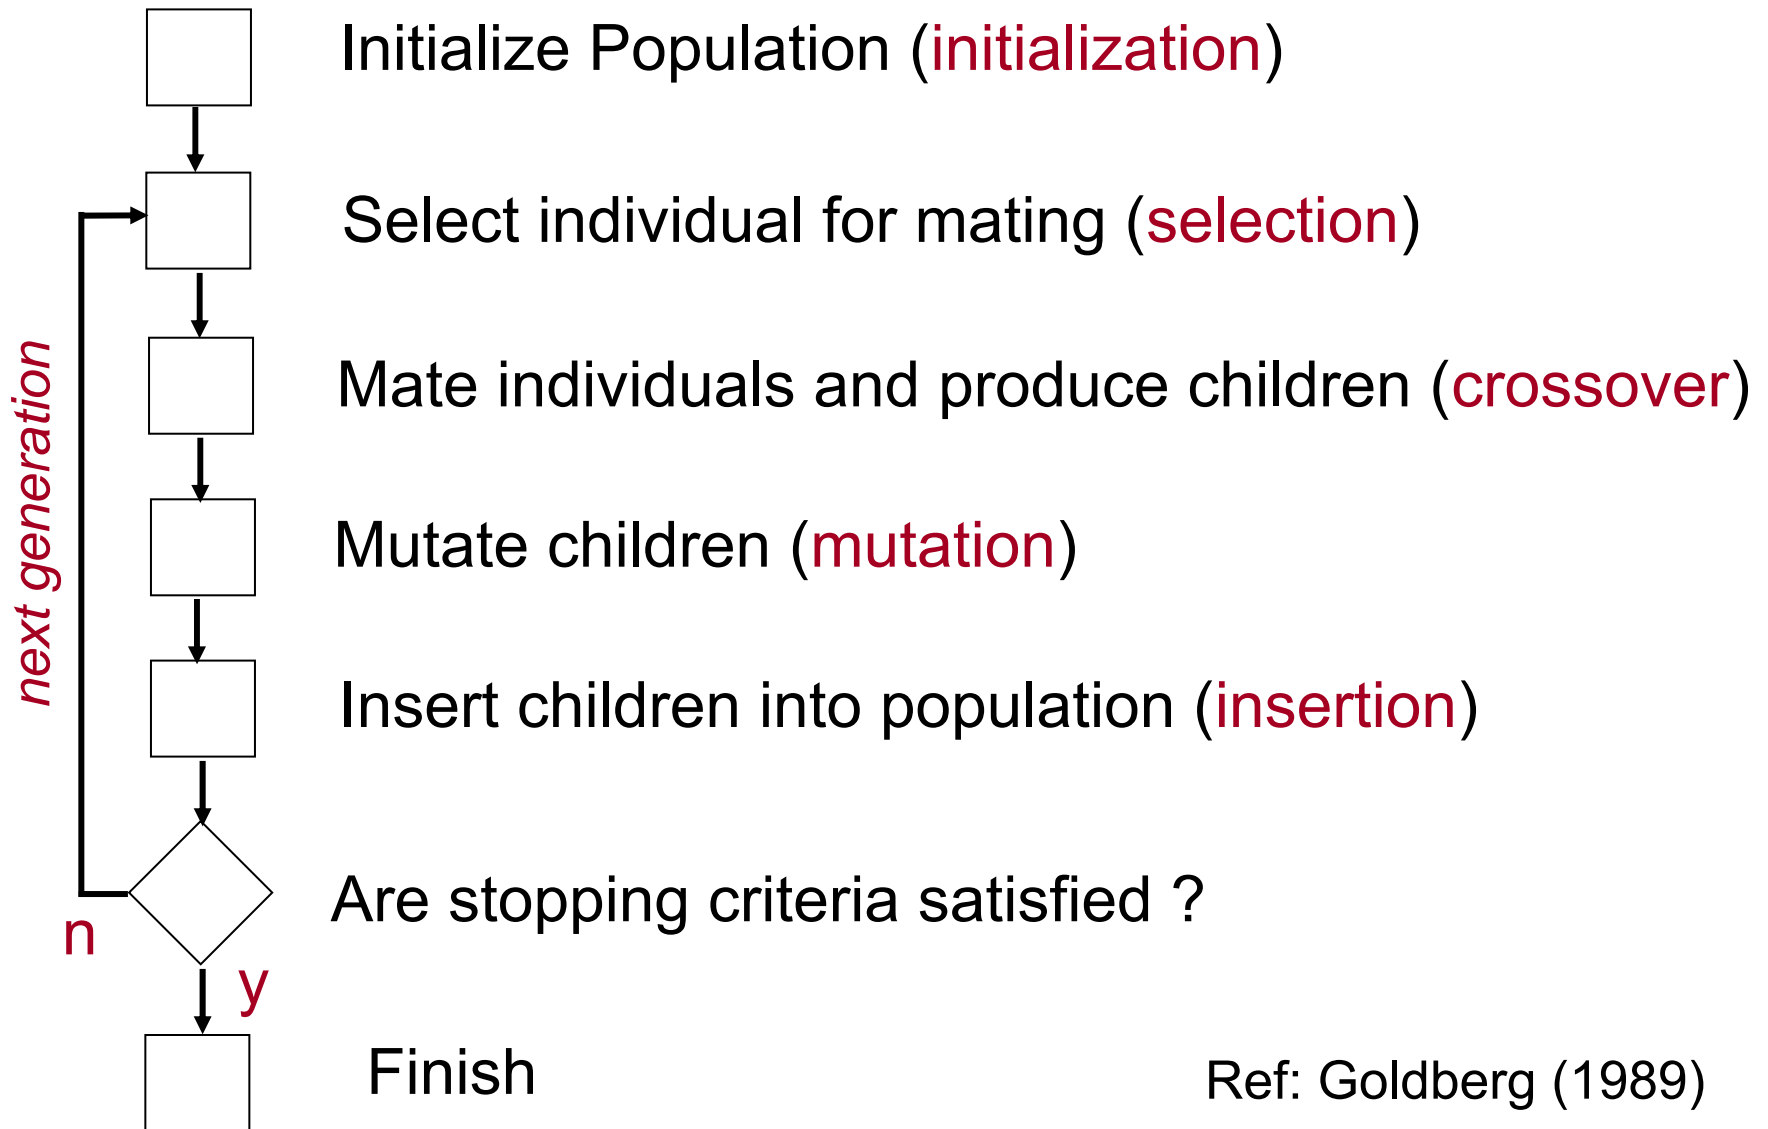 Initialize Population (initialization)
Select individual for mating (selection)
Mate individuals and produce children (crossover)
next generation
Mutate children (mutation)
Insert children into population (insertion)
Are stopping criteria satisfied ?
n
y
Finish
Ref: Goldberg (1989)